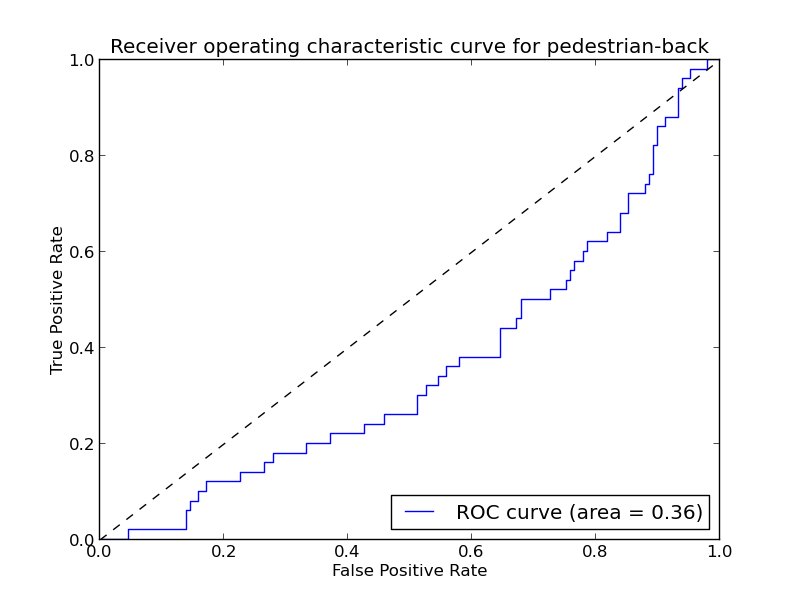 Receiver operating characteristic curve for pedestrian-back
1.0
0.8
0.6
0.4
0.2
0.0
True Positive Rate
ROC curve (area = 0.36)
0.0 0.2 0.4 0.6 0.8 1.0
False Positive Rate